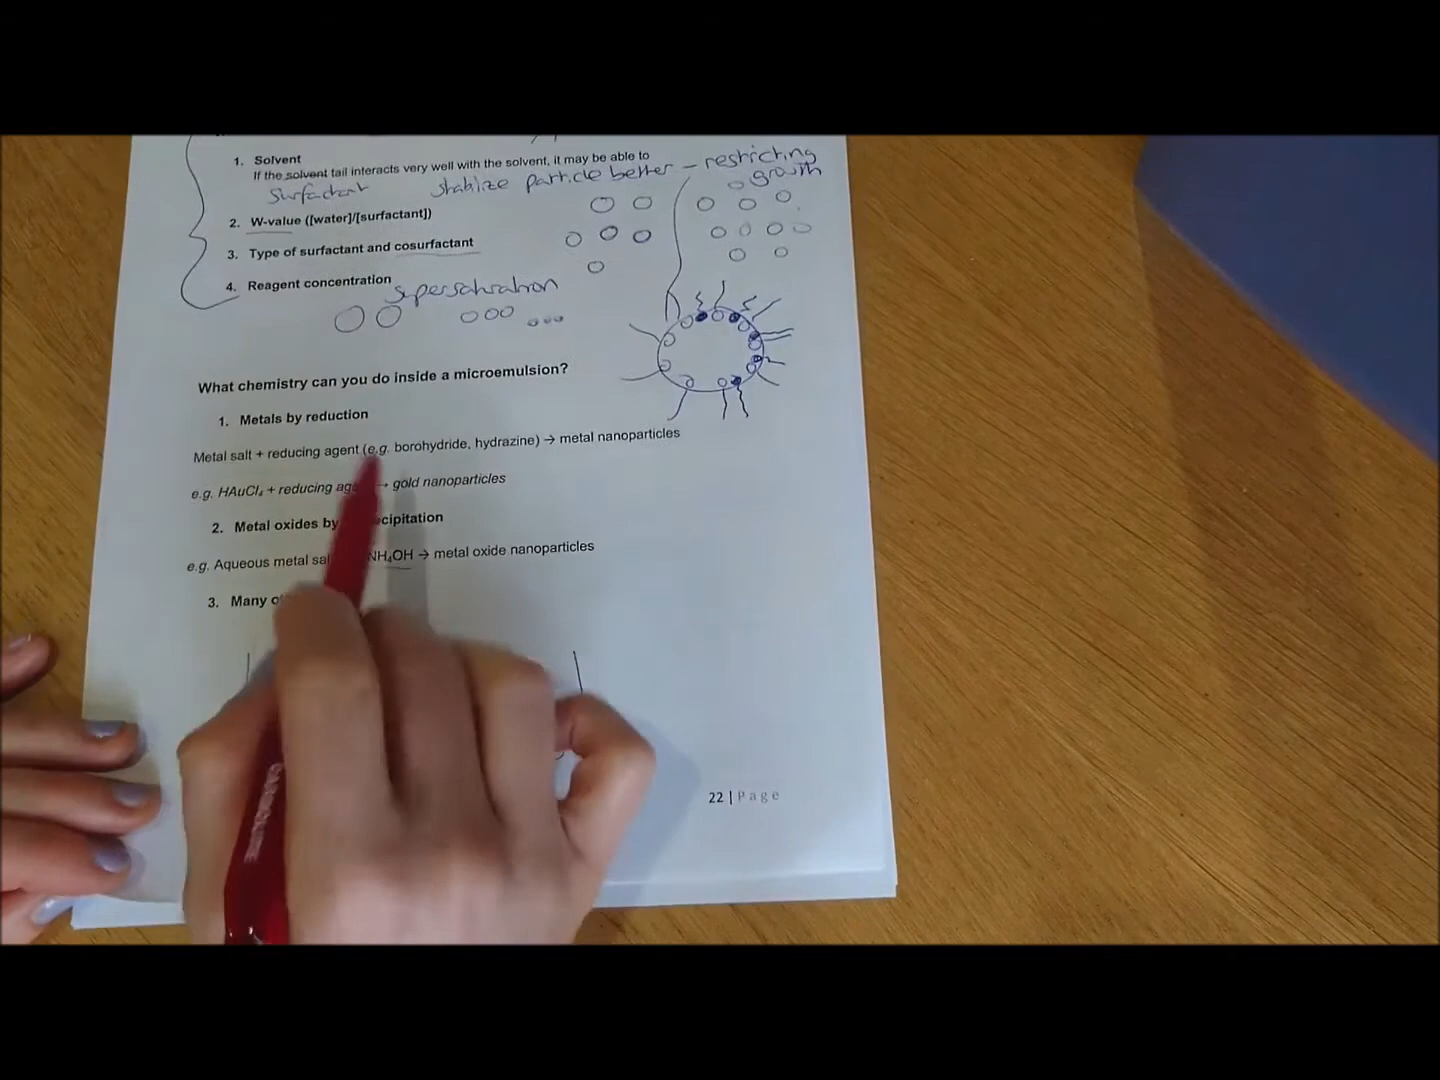 1. Solvent
If the solvent tail interacts very well with the solvent, it may be able to
surfactant stabilize particle better – restricting
growth
2. W-value ([water]/[surfactant])
3. Type of surfactant and cosurfactant
4. Reagent concentration
supersaturation
What chemistry can you do inside a microemulsion?
1. Metals by reduction
Metal salt + reducing agent (e.g. borohydride, hydrazine) → metal nanoparticles
e.g. HAuCl₄ + reducing → gold nanoparticles
2. Metal oxides by
e.g. Aqueous metal NH₄OH → metal oxide nanoparticles
3. Many
22 | Page